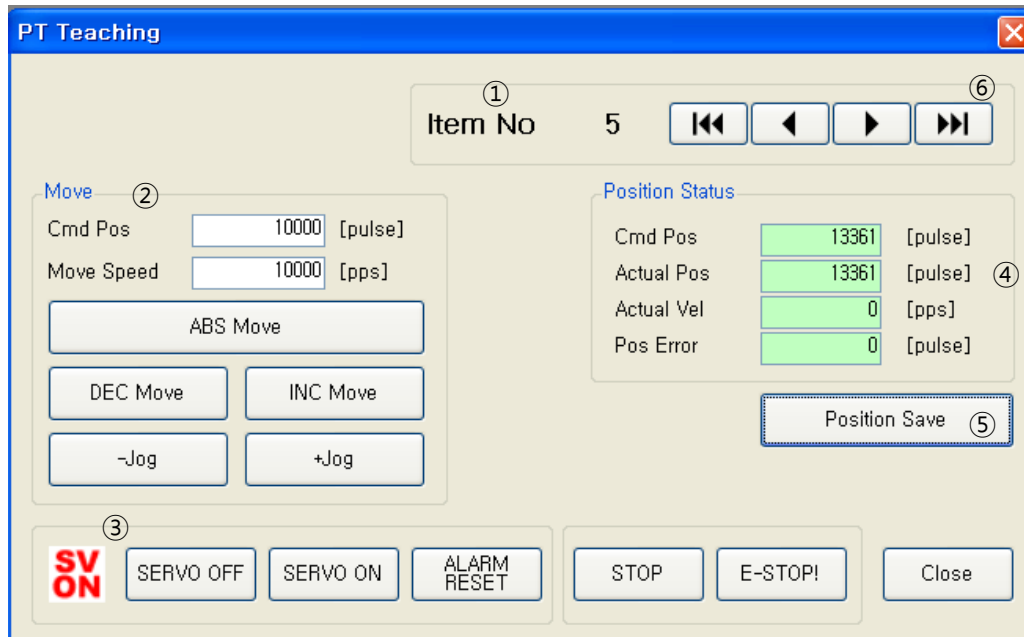 PT Teaching
① ⑥
Item No 5
Move ②
Cmd Pos 10000 [pulse]
Move Speed 10000 [pps]
ABS Move
DEC Move INC Move
-Jog +Jog
Position Status
Cmd Pos 13361 [pulse]
Actual Pos 13361 [pulse] ④
Actual Vel 0 [pps]
Pos Error 0 [pulse]
Position Save ⑤
③
SV
ON
SERVO OFF
SERVO ON
ALARM
RESET
STOP
E-STOP!
Close